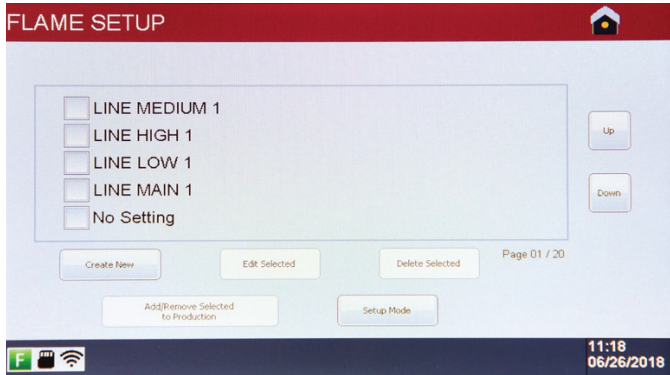 FLAME SETUP
LINE MEDIUM 1
LINE HIGH 1
LINE LOW 1
LINE MAIN 1
No Setting
Up
Down
Create New
Edit Selected
Delete Selected
Page 01 / 20
Add/Remove Selected
to Production
Setup Mode
F
11:18
06/26/2018